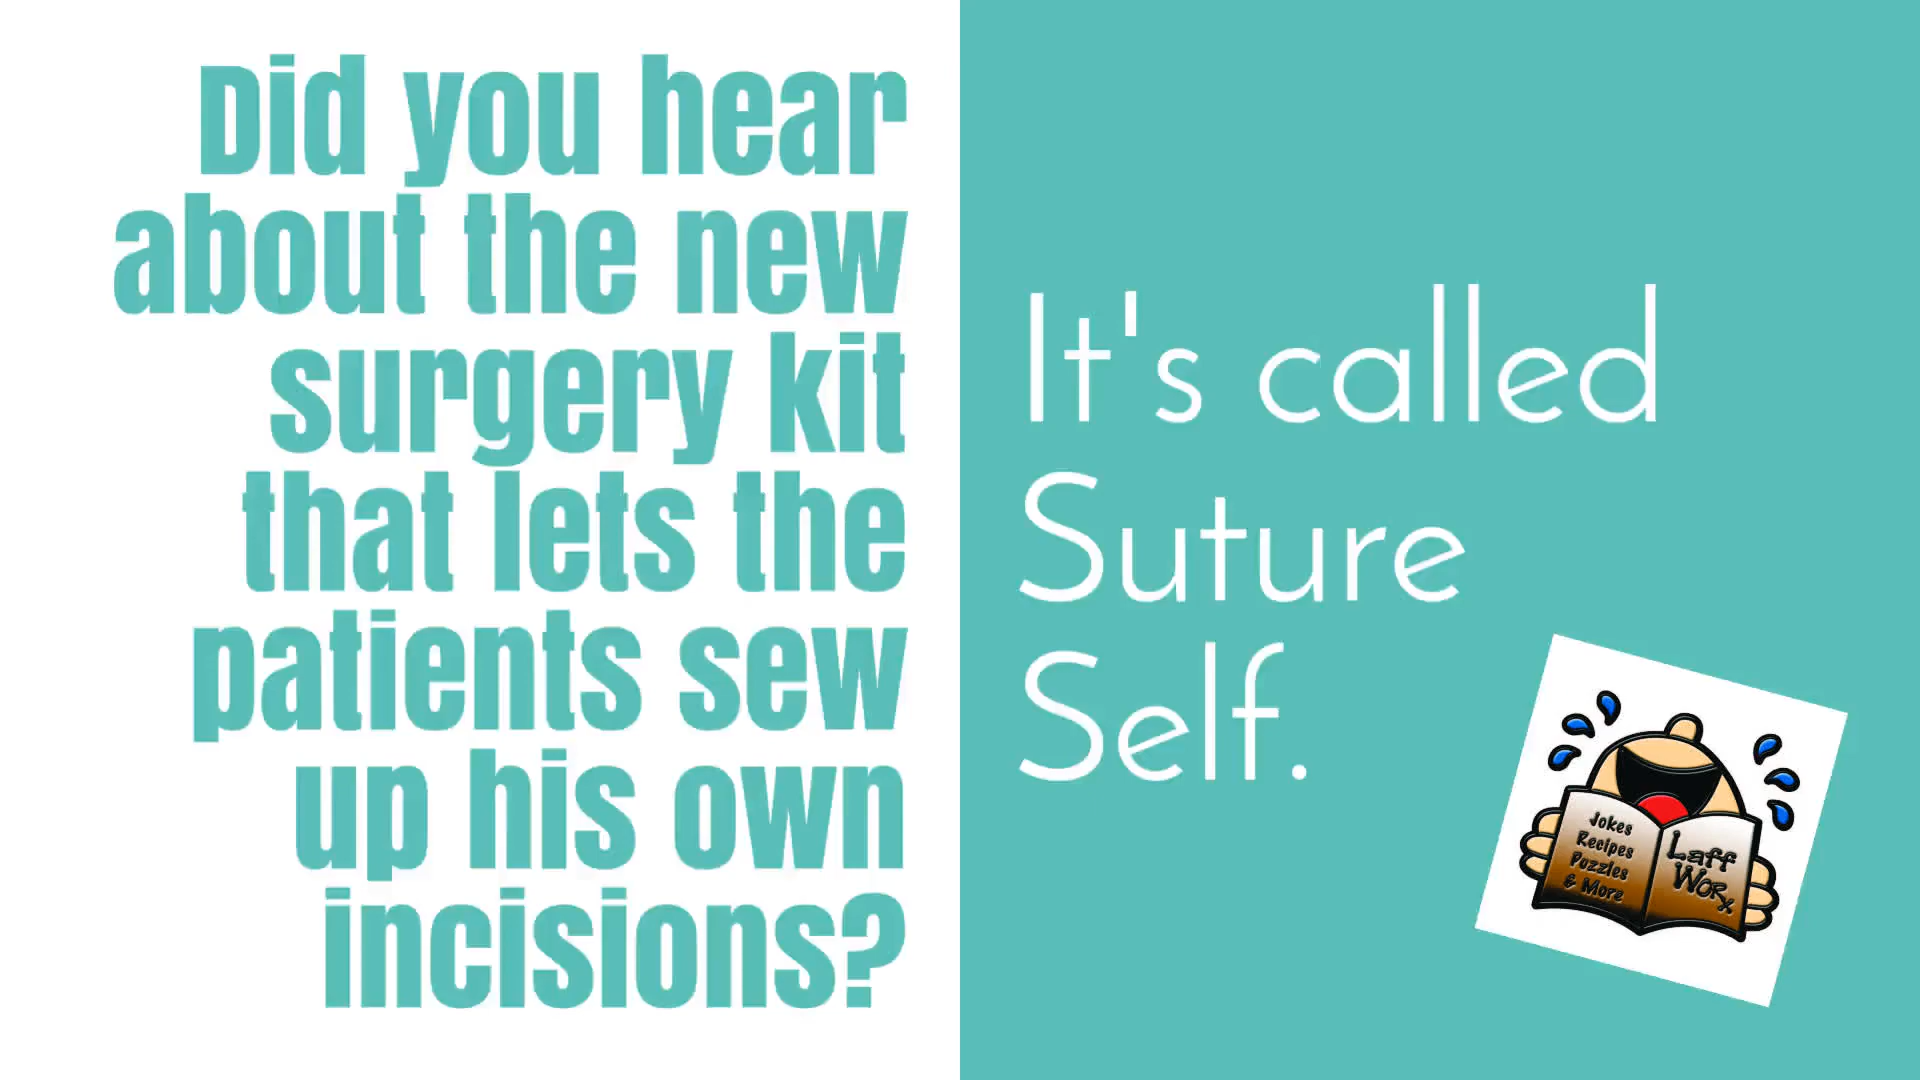 Did you hear
about the new
surgery kit
that lets the
patients sew
up his own
incisions?
It's called
Suture
Self.
Jokes
Recipes
Puzzles
& More
Laff
Worx